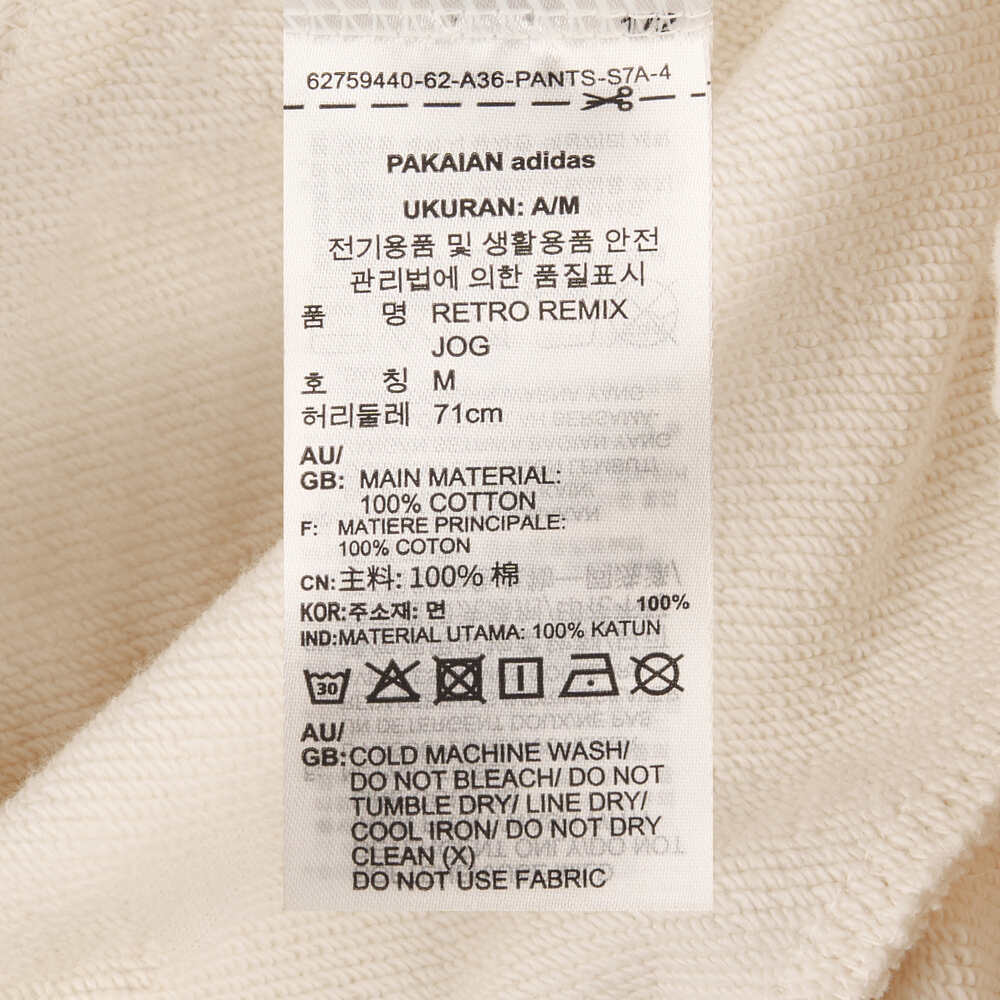 62759440-62-A36-PANTS-S7A-4
PAKAIAN adidas
UKURAN: A/M
전기용품 및 생활용품 안전
관리법에 의한 품질표시
품 명 RETRO REMIX
JOG
호 칭 M
허리둘레 71cm
AU/
GB: MAIN MATERIAL:
100% COTTON
F: MATIERE PRINCIPALE:
100% COTON
CN: 主料: 100% 棉
KOR: 주소재: 면 100%
IND: MATERIAL UTAMA: 100% KATUN
30
AU/
GB: COLD MACHINE WASH/
DO NOT BLEACH/ DO NOT
TUMBLE DRY/ LINE DRY/
COOL IRON/ DO NOT DRY
CLEAN (X)
DO NOT USE FABRIC